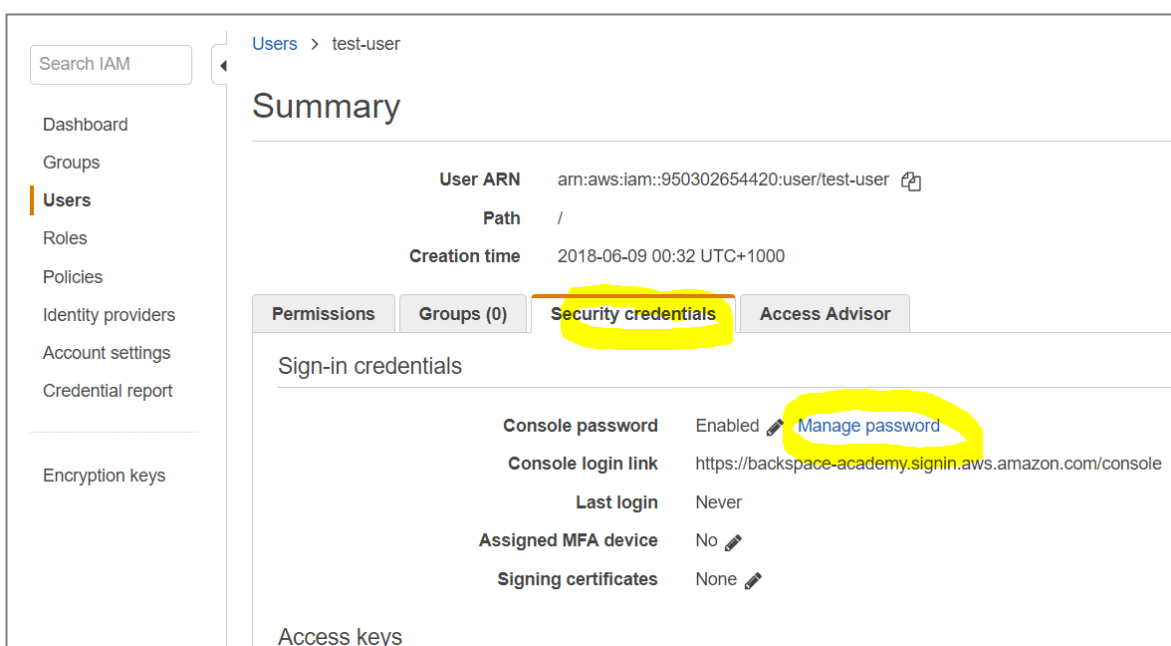 Search IAM
Dashboard
Groups
Users
Roles
Policies
Identity providers
Account settings
Credential report
Encryption keys
Users > test-user
Summary
User ARN arn:aws:iam::950302654420:user/test-user
Path /
Creation time 2018-06-09 00:32 UTC+1000
Permissions Groups (0) Security credentials Access Advisor
Sign-in credentials
Console password Enabled Manage password
Console login link https://backspace-academy.signin.aws.amazon.com/console
Last login Never
Assigned MFA device No
Signing certificates None
Access keys